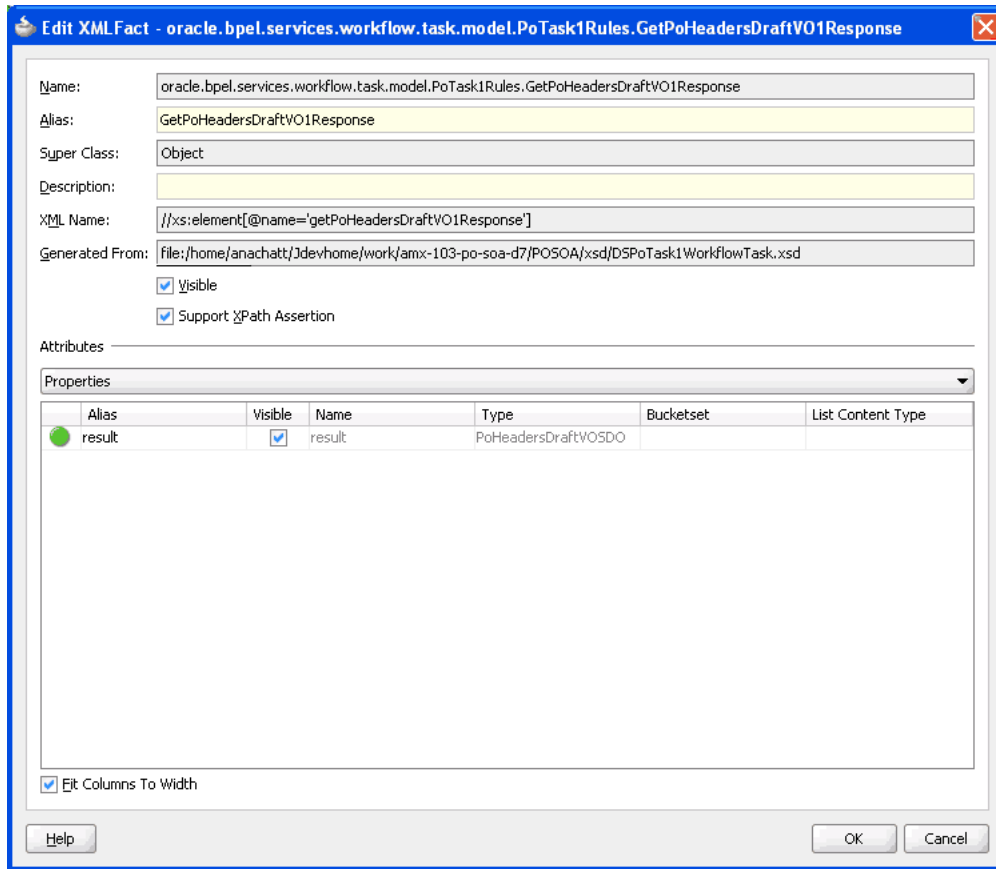 Edit XMLFact - oracle.bpel.services.workflow.task.model.PoTask1Rules.GetPoHeadersDraftVO1Response
Name: oracle.bpel.services.workflow.task.model.PoTask1Rules.GetPoHeadersDraftVO1Response
Alias: GetPoHeadersDraftVO1Response
Super Class: Object
Description:
XML Name: //xs:element[@name='getPoHeadersDraftVO1Response']
Generated From: file:/home/anachatt/Jdevhome/work/amx-103-po-soa-d7/POSOA/xsd/DSPoTask1WorkflowTask.xsd
Visible
Support XPath Assertion
Attributes
Properties
Alias Visible Name Type Bucketset List Content Type
result result PoHeadersDraftVOSDO
Fit Columns To Width
Help OK Cancel